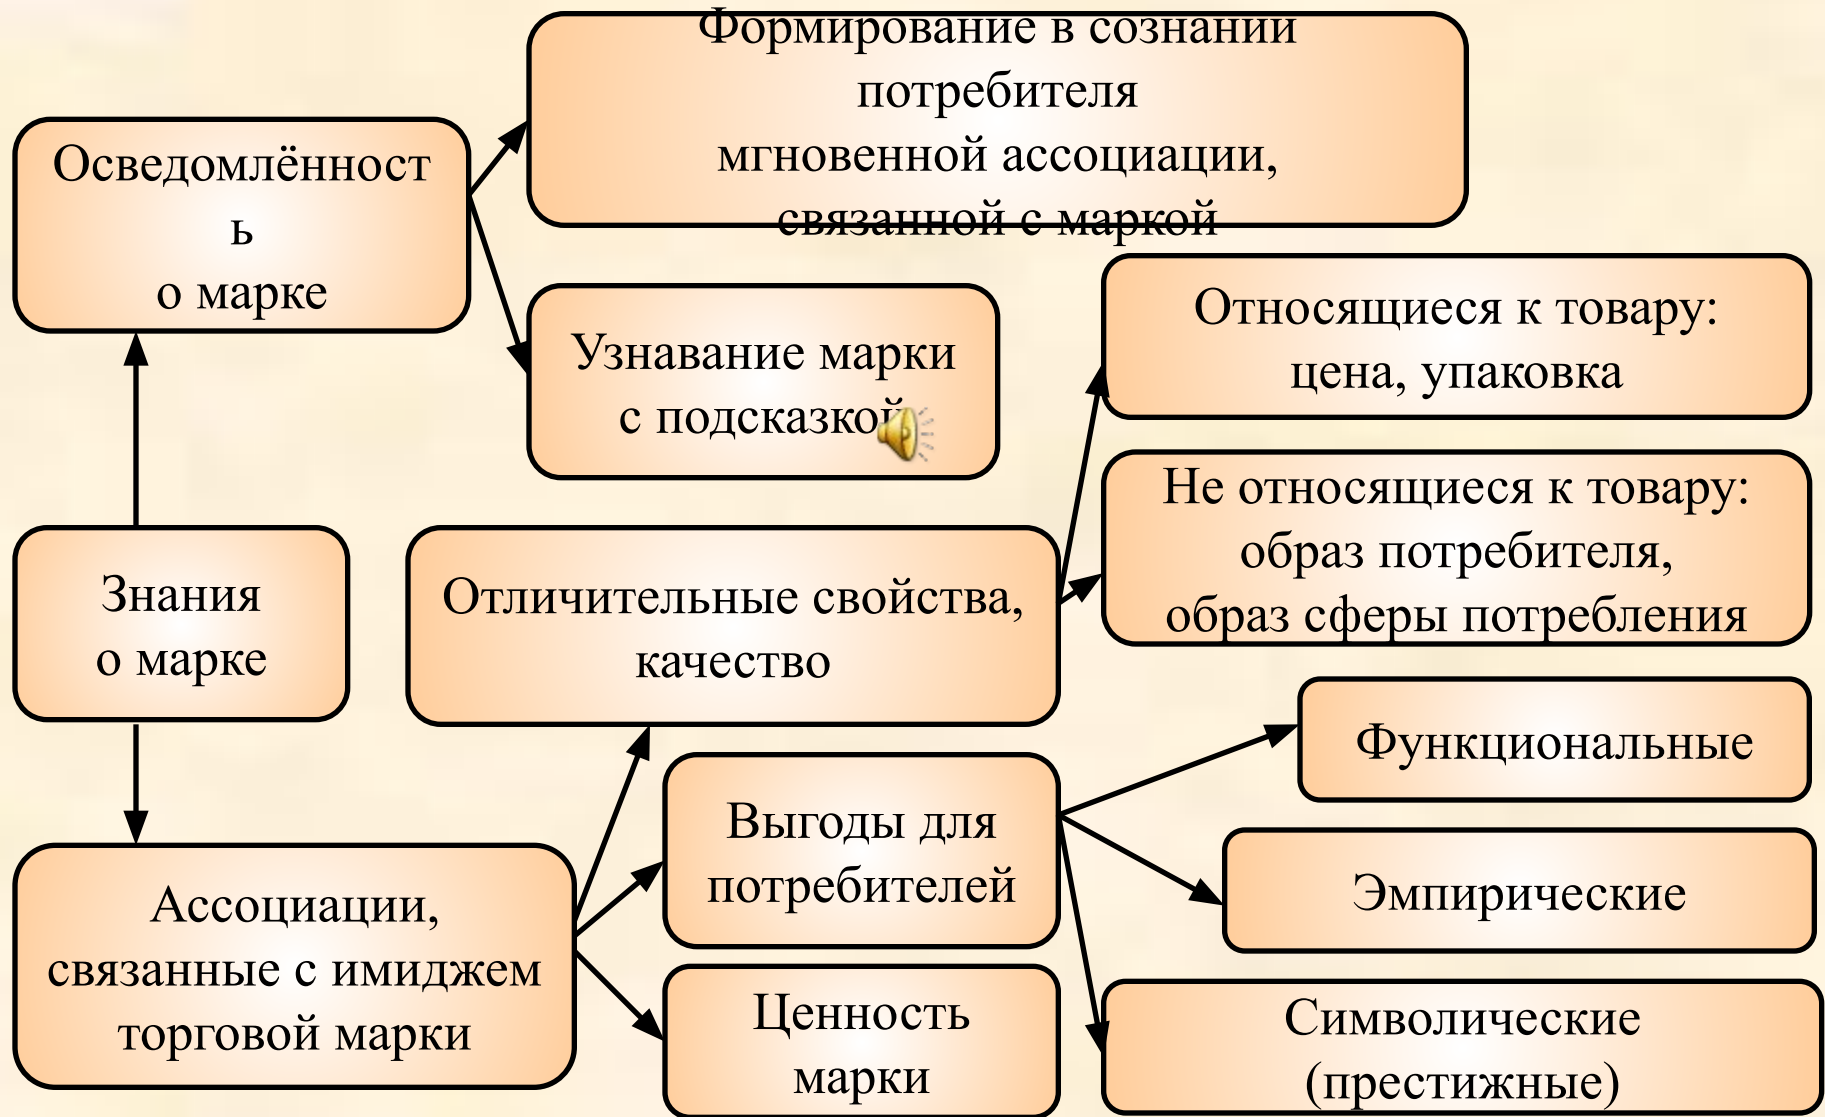 Формирование в сознании
потребителя
мгновенной ассоциации,
связанной с маркой
Осведомлённост
ь
о марке
Узнавание марки
с подсказкой
Относящиеся к товару:
цена, упаковка
Не относящиеся к товару:
образ потребителя,
образ сферы потребления
Знания
о марке
Отличительные свойства,
качество
Функциональные
Выгоды для
потребителей
Эмпирические
Ассоциации,
связанные с имиджем
торговой марки
Ценность
марки
Символические
(престижные)